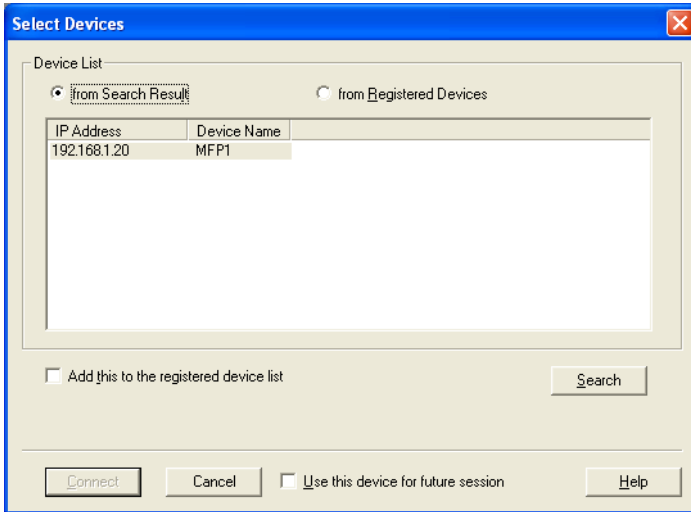 Select Devices
Device List
from Search Result
from Registered Devices
IP Address Device Name
192.168.1.20 MFP1
Add this to the registered device list
Search
Connect Cancel Use this device for future session Help